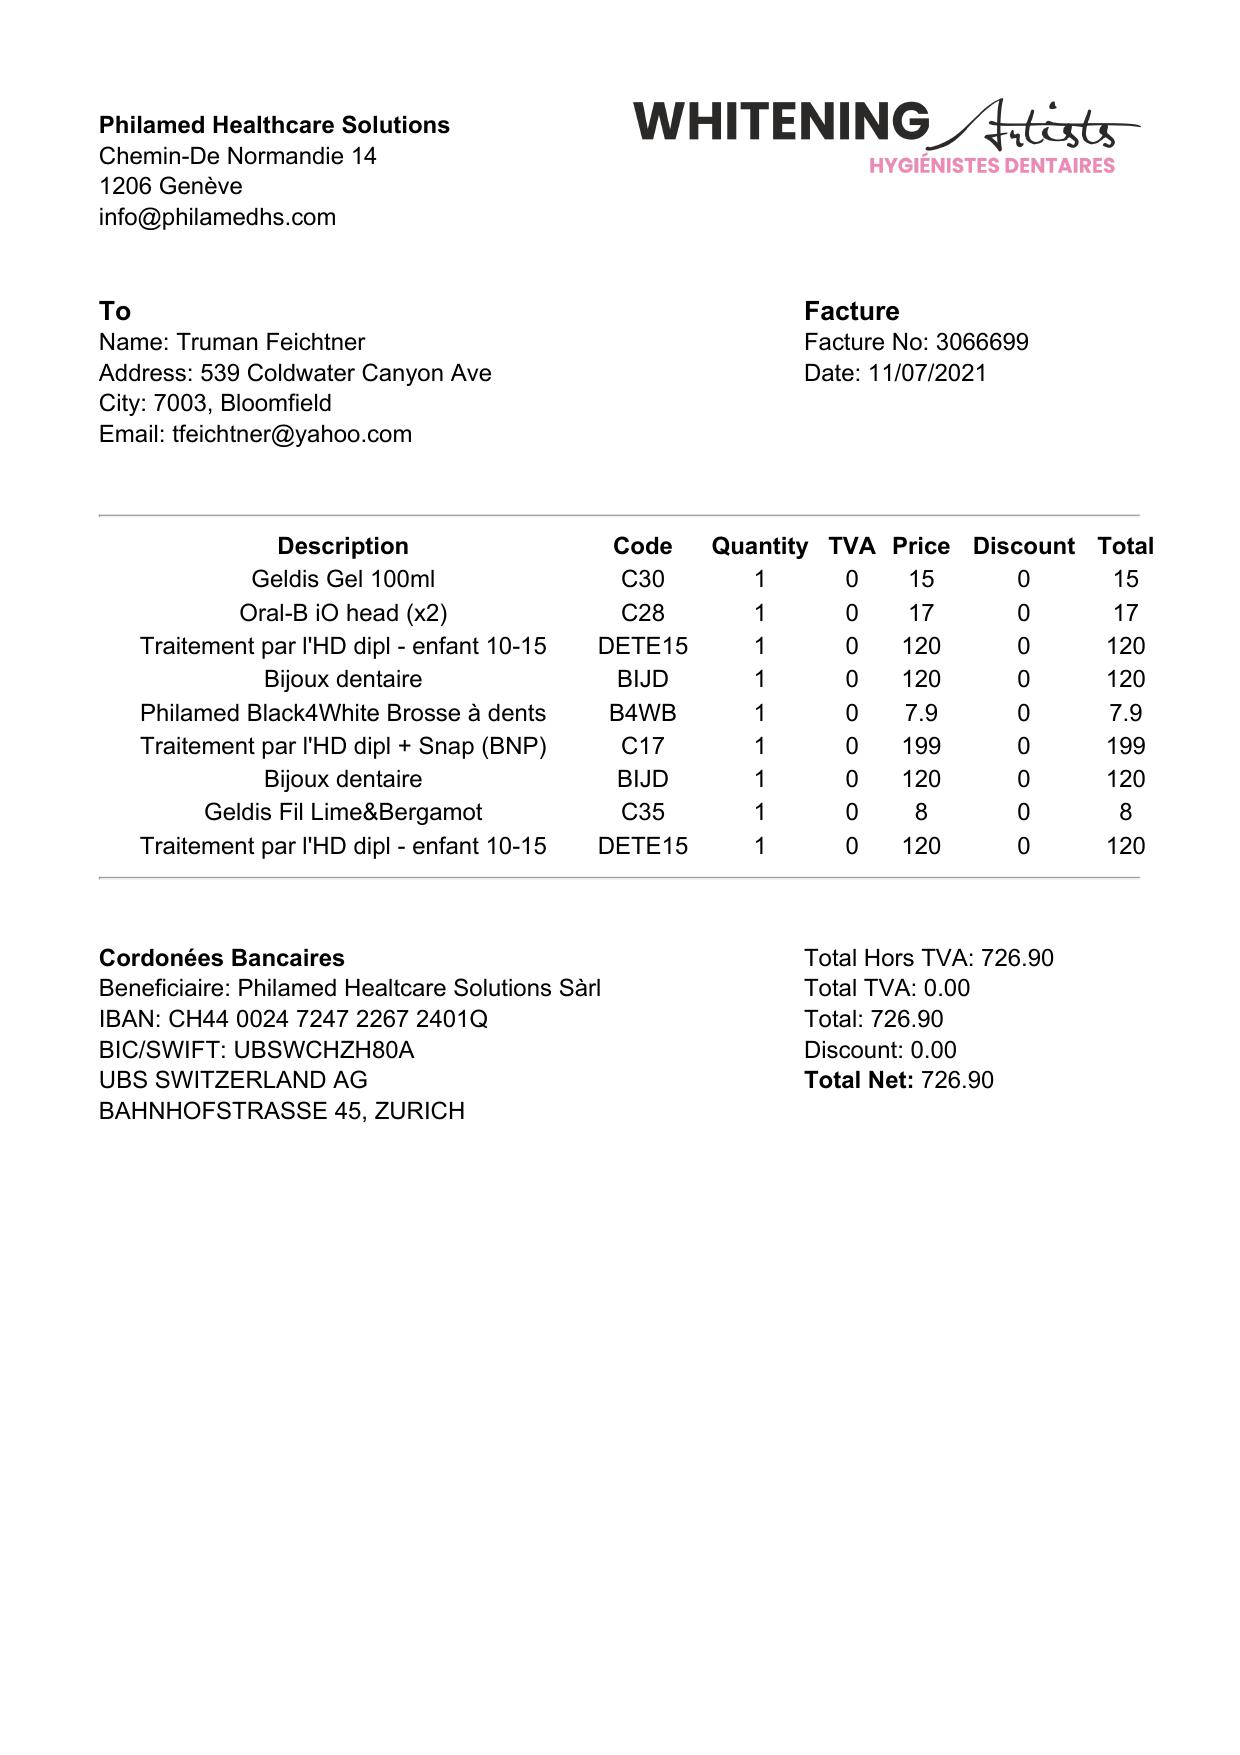 Philamed Healthcare Solutions
Chemin-De Normandie 14
1206 Genève
info@philamedhs.com
WHITENING Artists
HYGIÉNISTES DENTAIRES
To
Name: Truman Feichtner
Address: 539 Coldwater Canyon Ave
City: 7003, Bloomfield
Email: tfeichtner@yahoo.com
Facture
Facture No: 3066699
Date: 11/07/2021
Description Code Quantity TVA Price Discount Total
Geldis Gel 100ml C30 1 0 15 0 15
Oral-B iO head (x2) C28 1 0 17 0 17
Traitement par l'HD dipl - enfant 10-15 DETE15 1 0 120 0 120
Bijoux dentaire BIJD 1 0 120 0 120
Philamed Black4White Brosse à dents B4WB 1 0 7.9 0 7.9
Traitement par l'HD dipl + Snap (BNP) C17 1 0 199 0 199
Bijoux dentaire BIJD 1 0 120 0 120
Geldis Fil Lime&Bergamot C35 1 0 8 0 8
Traitement par l'HD dipl - enfant 10-15 DETE15 1 0 120 0 120
Cordonées Bancaires
Beneficiaire: Philamed Healtcare Solutions Sàrl
IBAN: CH44 0024 7247 2267 2401Q
BIC/SWIFT: UBSWCHZH80A
UBS SWITZERLAND AG
BAHNHOFSTRASSE 45, ZURICH
Total Hors TVA: 726.90
Total TVA: 0.00
Total: 726.90
Discount: 0.00
Total Net: 726.90